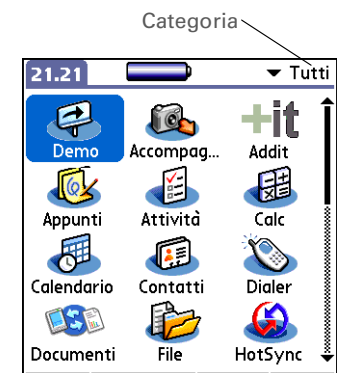 Categoria
21.21 Tutti
+it
Demo Accompag... Addit
Appunti Attività Calc
Calendario Contatti Dialer
Documenti File HotSync